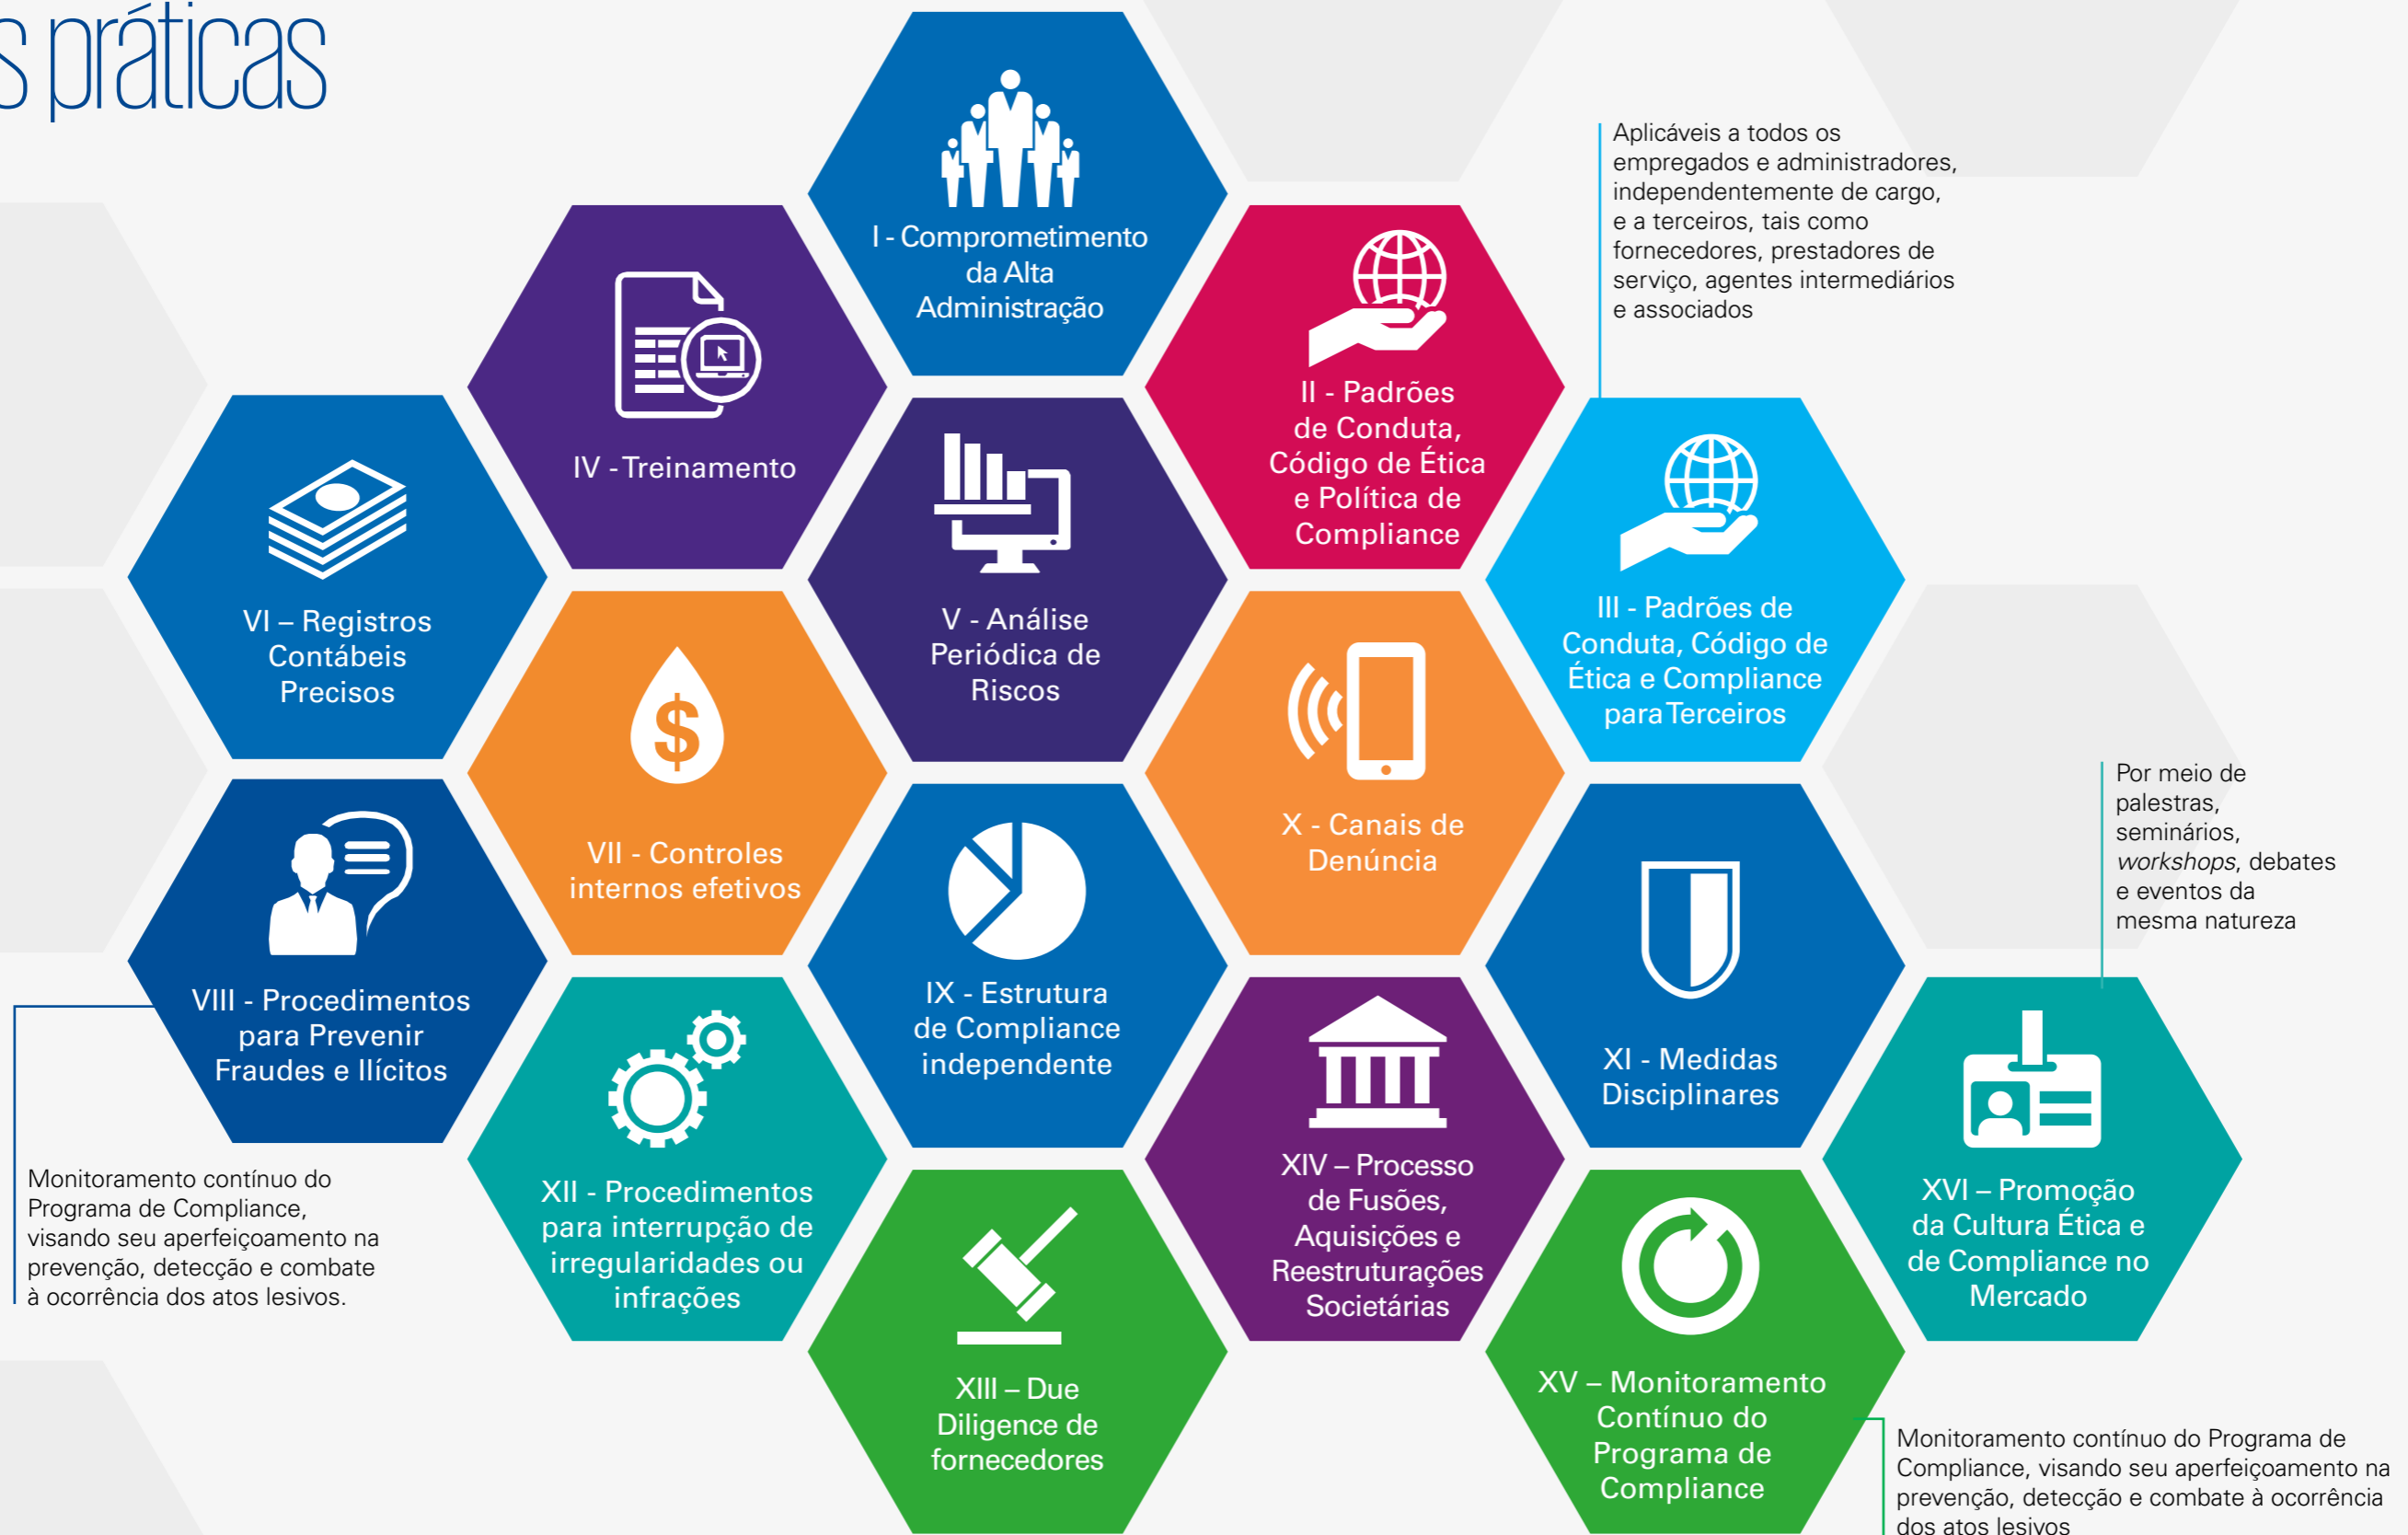 s práticas
I - Comprometimento
da Alta
Administração
II - Padrões
de Conduta,
Código de Ética
e Política de
Compliance
Aplicáveis a todos os
empregados e administradores,
independentemente de cargo,
e a terceiros, tais como
fornecedores, prestadores de
serviço, agentes intermediários
e associados
III - Padrões de
Conduta, Código de
Ética e Compliance
para Terceiros
IV - Treinamento
V - Análise
Periódica de
Riscos
VI – Registros
Contábeis
Precisos
$
VII - Controles
internos efetivos
VIII - Procedimentos
para Prevenir
Fraudes e Ilícitos
Monitoramento contínuo do
Programa de Compliance,
visando seu aperfeiçoamento na
prevenção, detecção e combate
à ocorrência dos atos lesivos.
IX - Estrutura
de Compliance
independente
X - Canais de
Denúncia
XI - Medidas
Disciplinares
XII - Procedimentos
para interrupção de
irregularidades ou
infrações
XIII – Due
Diligence de
fornecedores
XIV – Processo
de Fusões,
Aquisições e
Reestruturações
Societárias
XV – Monitoramento
Contínuo do
Programa de
Compliance
Monitoramento contínuo do Programa de
Compliance, visando seu aperfeiçoamento na
prevenção, detecção e combate à ocorrência
dos atos lesivos
Por meio de
palestras,
seminários,
workshops, debates
e eventos da
mesma natureza
XVI – Promoção
da Cultura Ética e
de Compliance no
Mercado